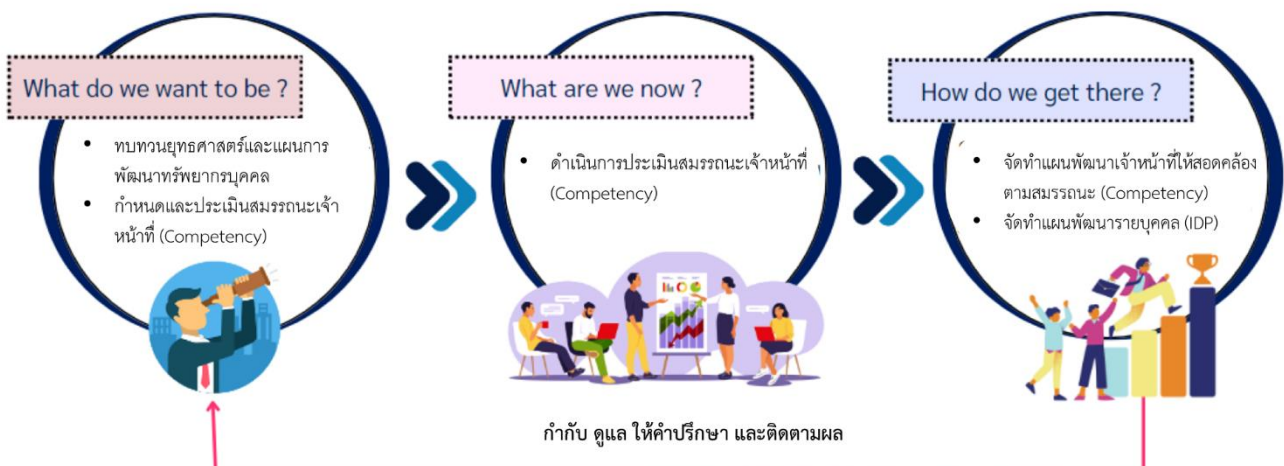 What do we want to be ?
• ทบทวนยุทธศาสตร์และแผนการ
พัฒนาทรัพยากรบุคคล
• กำหนดและประเมินสมรรถนะเจ้า
หน้าที่ (Competency)
What are we now ?
• ดำเนินการประเมินสมรรถนะเจ้าหน้าที่
(Competency)
How do we get there ?
• จัดทำแผนพัฒนาเจ้าหน้าที่ให้สอดคล้อง
ตามสมรรถนะ (Competency)
• จัดทำแผนพัฒนารายบุคคล (IDP)
กำกับ ดูแล ให้คำปรึกษา และติดตามผล